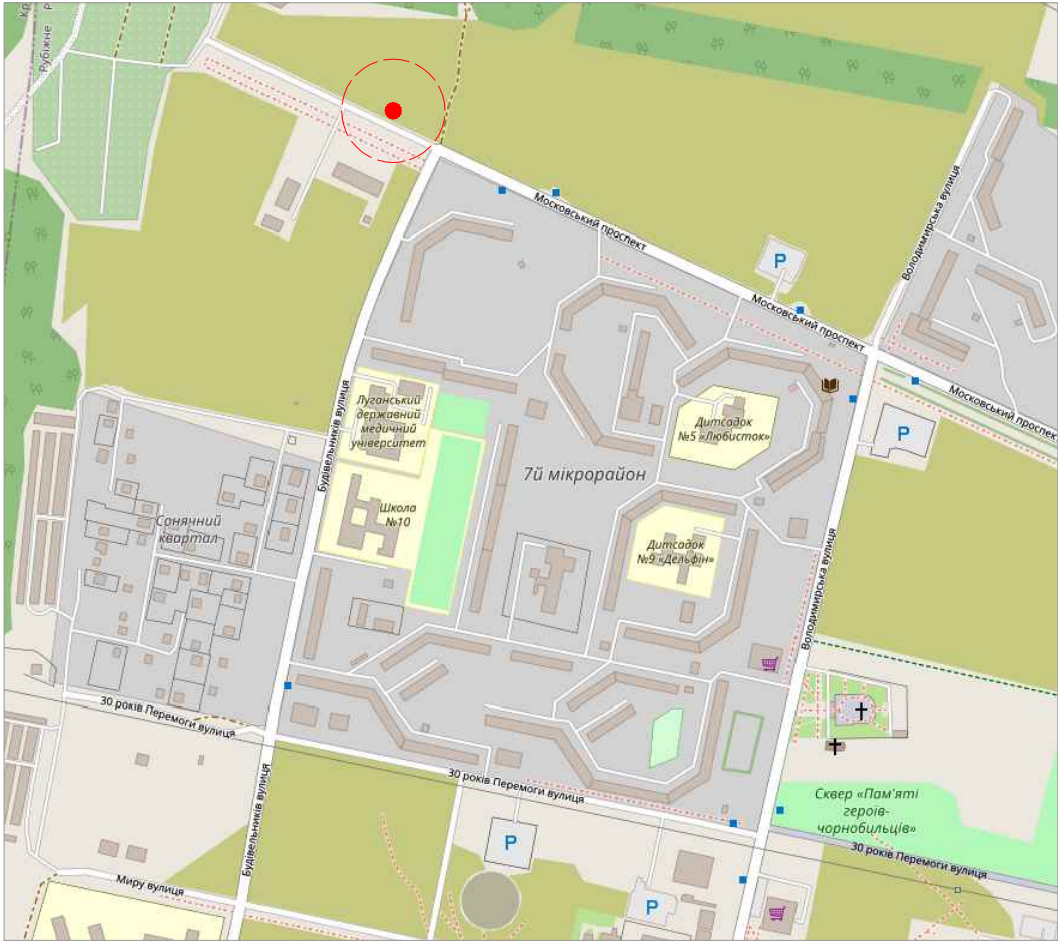 Кр
Рубіжне Р
Московський проспект
Володимирська вулиця
P
Московський проспект
Московський проспект
Будівельників вулиця
Луганський
державний
медичний
університет
Дитсадок
№5 «Любисток»
P
7й мікрорайон
Школа
№10
Сонячний
квартал
Дитсадок
№9 «Дельфін»
Володимирська вулиця
30 років Перемоги вулиця
30 років Перемоги вулиця
Будівельників вулиця
Сквер «Пам'яті
героїв-
чорнобильців»
P
30 років Перемоги вулиця
Миру вулиця
P